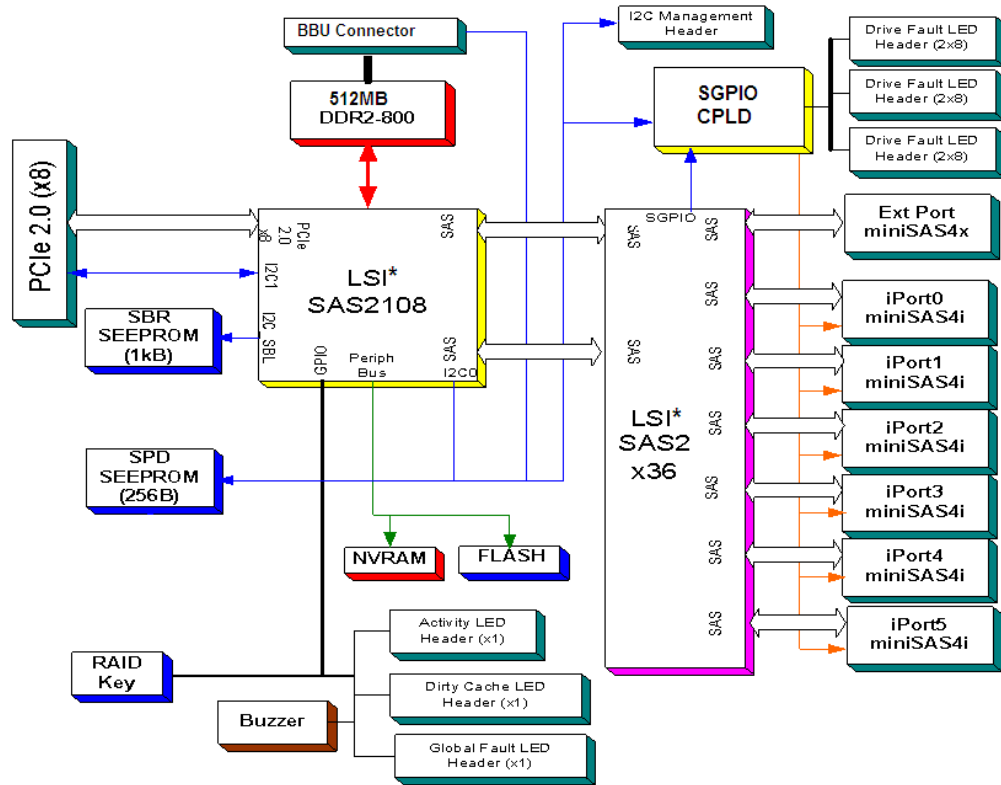 BBU Connector
I2C Management
Header
Drive Fault LED
Header (2x8)
Drive Fault LED
Header (2x8)
Drive Fault LED
Header (2x8)
512MB
DDR2-800
SGPIO
CPLD
PCIe 2.0 (x8)
PCIe
2.0
x8
I2C1
I2C
SBL
GPIO
Periph
Bus
I2C0
SAS
SAS
LSI*
SAS2108
SGPIO
SAS
SAS
SAS
SAS
SAS
SAS
SAS
SAS
SAS
LSI*
SAS2
x36
Ext Port
miniSAS4x
iPort0
miniSAS4i
iPort1
miniSAS4i
iPort2
miniSAS4i
iPort3
miniSAS4i
iPort4
miniSAS4i
iPort5
miniSAS4i
SBR
SEEPROM
(1kB)
SPD
SEEPROM
(256B)
NVRAM
FLASH
RAID
Key
Buzzer
Activity LED
Header (x1)
Dirty Cache LED
Header (x1)
Global Fault LED
Header (x1)